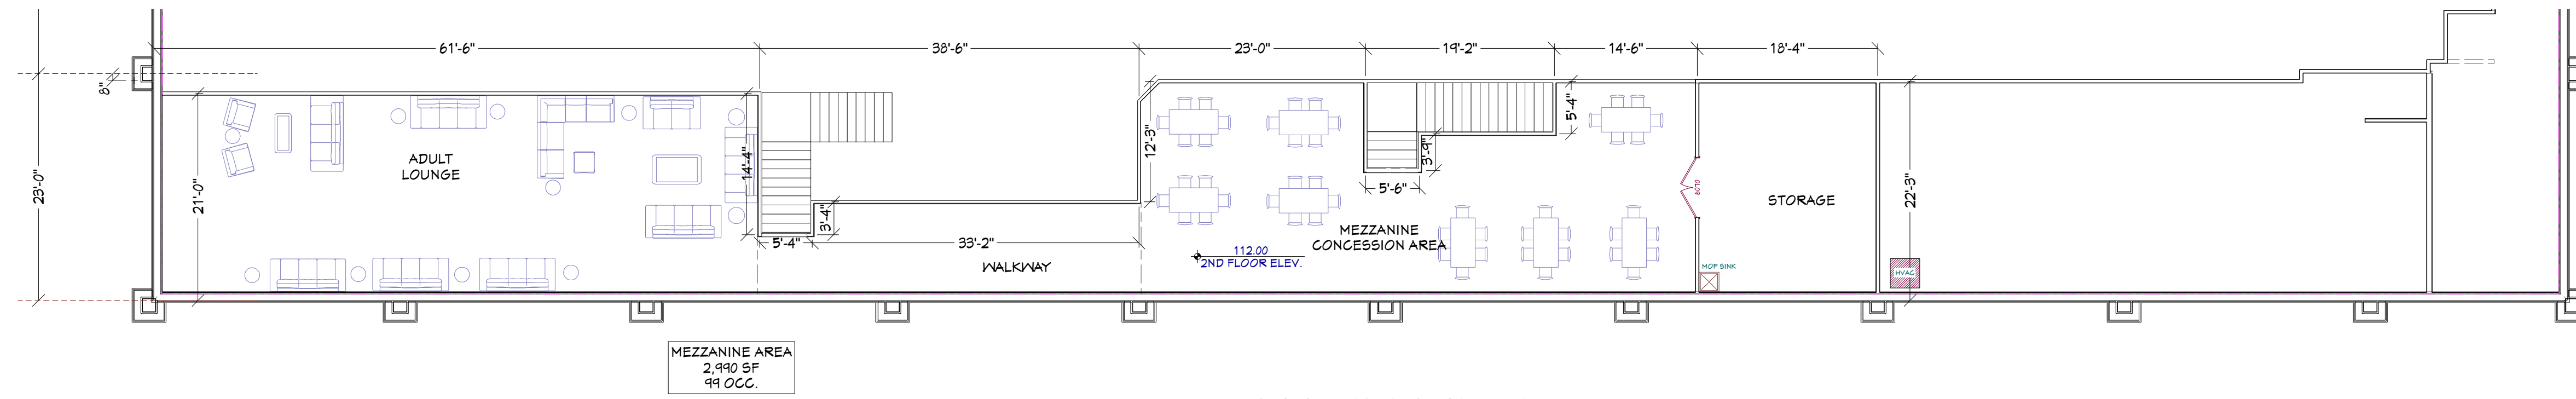 61'-6"
38'-6"
23'-0"
19'-2"
14'-6"
18'-4"
8"
23'-0"
21'-0"
ADULT
LOUNGE
14'-4"
3'-4"
5'-4"
33'-2"
WALKWAY
12'-3"
112.00
2ND FLOOR ELEV.
MEZZANINE
CONCESSION AREA
5'-6"
3'-9"
5'-4"
6070
STORAGE
MOP SINK
22'-3"
HVAC
MEZZANINE AREA
2,990 SF
99 OCC.